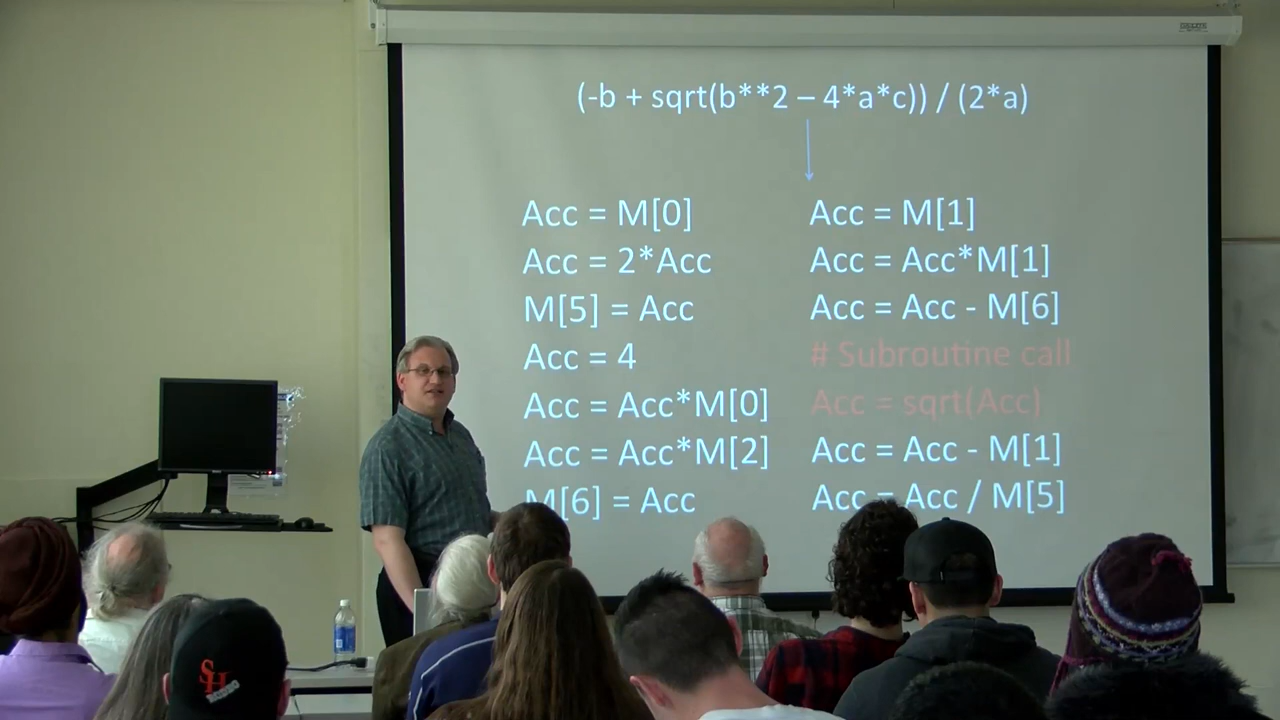 (-b + sqrt(b**2 – 4*a*c)) / (2*a)
Acc = M[0]
Acc = 2*Acc
M[5] = Acc
Acc = 4
Acc = Acc*M[0]
Acc = Acc*M[2]
M[6] = Acc
Acc = M[1]
Acc = Acc*M[1]
Acc = Acc - M[6]
# Subroutine call
Acc = sqrt(Acc)
Acc = Acc - M[1]
Acc = Acc / M[5]
SH